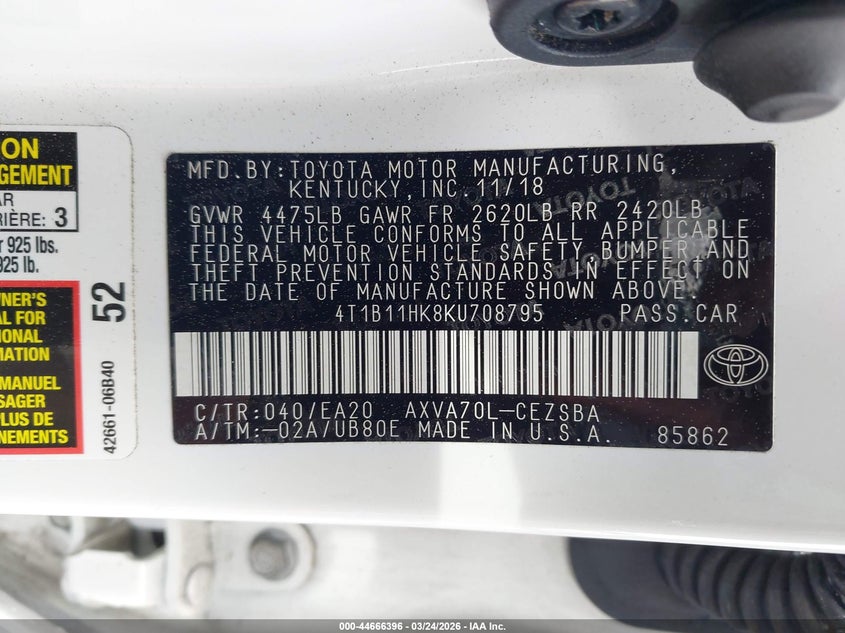 ON
GEMENT
AR
RIÈRE: 3
925 lbs.
925 lb.
NER'S
AL FOR
IONAL
MATION
MANUEL
SAGER
PLUS DE
NEMENTS
52
42661-06B40
MFD. BY: TOYOTA MOTOR MANUFACTURING,
KENTUCKY, INC. 11/18
GVWR 4475LB GAWR FR 2620LB RR 2420LB
THIS VEHICLE CONFORMS TO ALL APPLICABLE
FEDERAL MOTOR VEHICLE SAFETY, BUMPER, AND
THEFT PREVENTION STANDARDS IN EFFECT ON
THE DATE OF MANUFACTURE SHOWN ABOVE.
4T1B11HK8KU708795 PASS. CAR
C/TR: 040/EA20 AXVA70L-CEZSBA
A/TM: -02A/UB80E MADE IN U.S.A. 85862
000-44666396 - 03/24/2026 - IAA Inc.